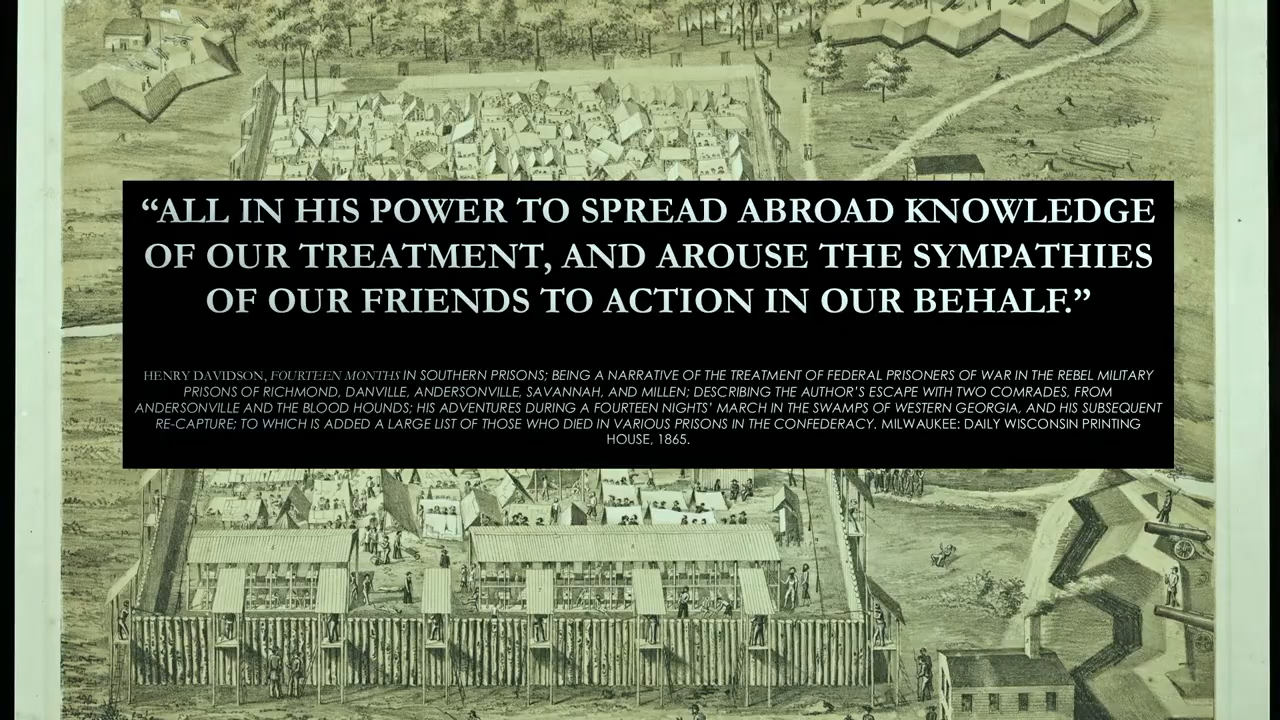 “ALL IN HIS POWER TO SPREAD ABROAD KNOWLEDGE
OF OUR TREATMENT, AND AROUSE THE SYMPATHIES
OF OUR FRIENDS TO ACTION IN OUR BEHALF.”
HENRY DAVIDSON, FOURTEEN MONTHS IN SOUTHERN PRISONS; BEING A NARRATIVE OF THE TREATMENT OF FEDERAL PRISONERS OF WAR IN THE REBEL MILITARY
PRISONS OF RICHMOND, DANVILLE, ANDERSONVILLE, SAVANNAH, AND MILLEN; DESCRIBING THE AUTHOR’S ESCAPE WITH TWO COMRADES, FROM
ANDERSONVILLE AND THE BLOOD HOUNDS; HIS ADVENTURES DURING A FOURTEEN NIGHTS’ MARCH IN THE SWAMPS OF WESTERN GEORGIA, AND HIS SUBSEQUENT
RE-CAPTURE; TO WHICH IS ADDED A LARGE LIST OF THOSE WHO DIED IN VARIOUS PRISONS IN THE CONFEDERACY. MILWAUKEE: DAILY WISCONSIN PRINTING
HOUSE, 1865.